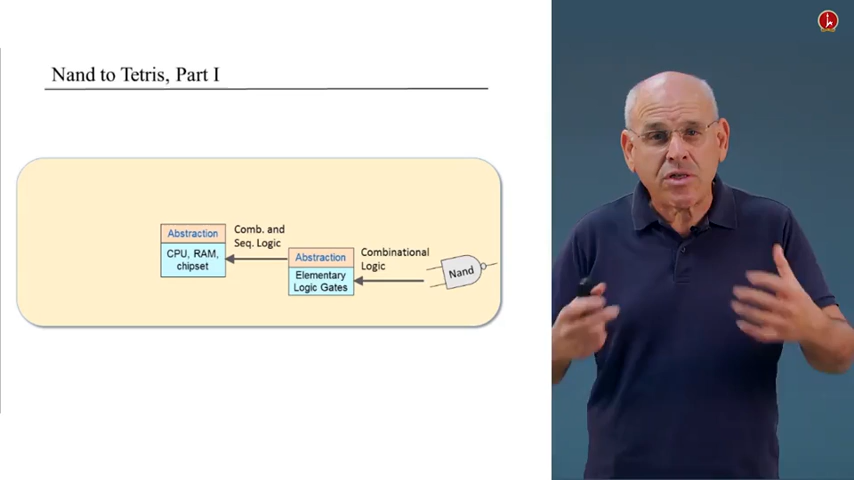 Nand to Tetris, Part I
Abstraction
CPU, RAM,
chipset
Comb. and
Seq. Logic
Abstraction
Elementary
Logic Gates
Combinational
Logic
Nand